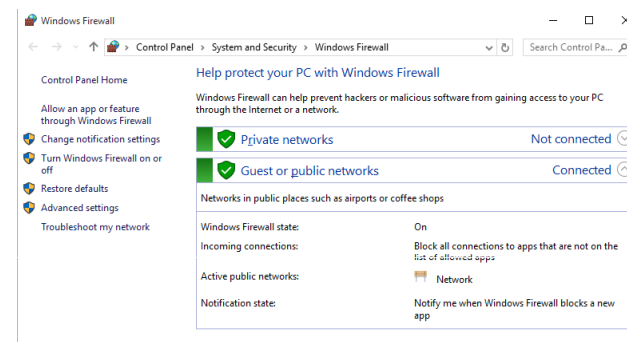 Windows Firewall
Control Panel > System and Security > Windows Firewall
Search Control Pa...
Control Panel Home
Allow an app or feature
through Windows Firewall
Change notification settings
Turn Windows Firewall on or
off
Restore defaults
Advanced settings
Troubleshoot my network
Help protect your PC with Windows Firewall
Windows Firewall can help prevent hackers or malicious software from gaining access to your PC
through the Internet or a network.
Private networks Not connected
Guest or public networks Connected
Networks in public places such as airports or coffee shops
Windows Firewall state: On
Incoming connections: Block all connections to apps that are not on the
list of allowed apps
Active public networks: Network
Notification state: Notify me when Windows Firewall blocks a new
app